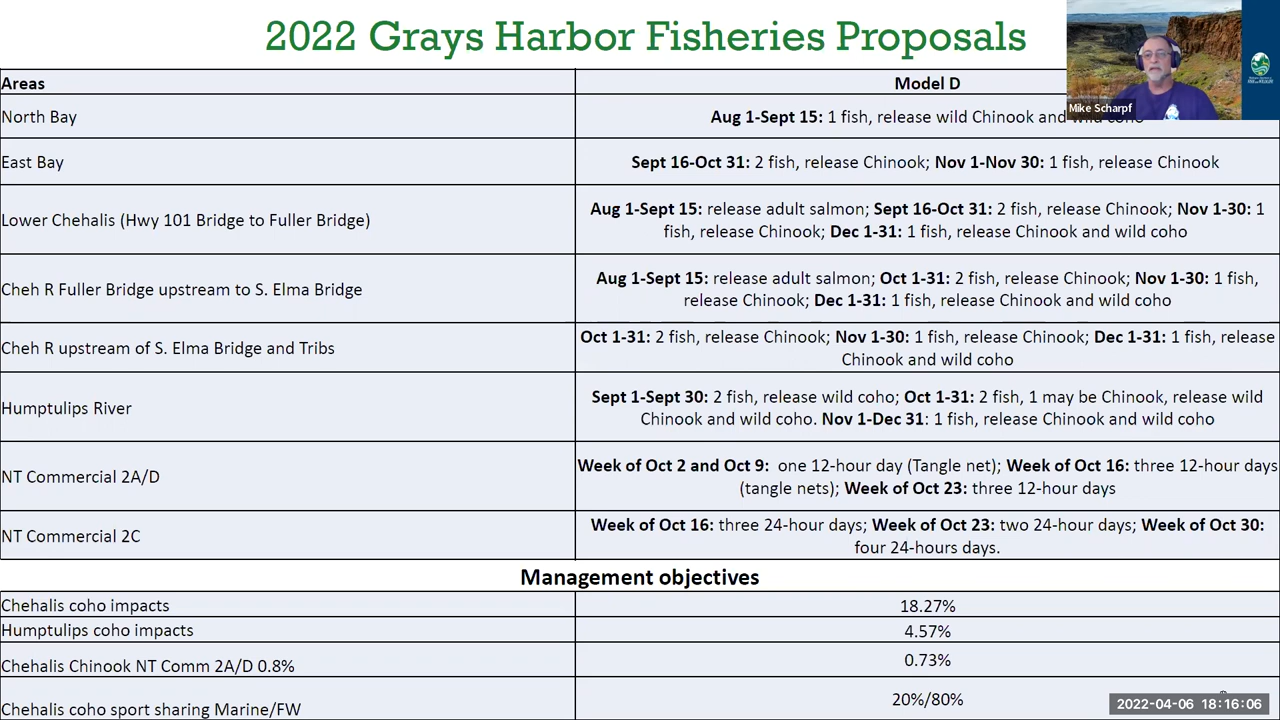 2022 Grays Harbor Fisheries Proposals
Areas
Model D
North Bay
Aug 1-Sept 15: 1 fish, release wild Chinook and wild coho
East Bay
Sept 16-Oct 31: 2 fish, release Chinook; Nov 1-Nov 30: 1 fish, release Chinook
Lower Chehalis (Hwy 101 Bridge to Fuller Bridge)
Aug 1-Sept 15: release adult salmon; Sept 16-Oct 31: 2 fish, release Chinook; Nov 1-30: 1
fish, release Chinook; Dec 1-31: 1 fish, release Chinook and wild coho
Cheh R Fuller Bridge upstream to S. Elma Bridge
Aug 1-Sept 15: release adult salmon; Oct 1-31: 2 fish, release Chinook; Nov 1-30: 1 fish,
release Chinook; Dec 1-31: 1 fish, release Chinook and wild coho
Cheh R upstream of S. Elma Bridge and Tribs
Oct 1-31: 2 fish, release Chinook; Nov 1-30: 1 fish, release Chinook; Dec 1-31: 1 fish, release
Chinook and wild coho
Humptulips River
Sept 1-Sept 30: 2 fish, release wild coho; Oct 1-31: 2 fish, 1 may be Chinook, release wild
Chinook and wild coho. Nov 1-Dec 31: 1 fish, release Chinook and wild coho
NT Commercial 2A/D
Week of Oct 2 and Oct 9: one 12-hour day (Tangle net); Week of Oct 16: three 12-hour days
(tangle nets); Week of Oct 23: three 12-hour days
NT Commercial 2C
Week of Oct 16: three 24-hour days; Week of Oct 23: two 24-hour days; Week of Oct 30:
four 24-hours days.
Management objectives
Chehalis coho impacts
18.27%
Humptulips coho impacts
4.57%
Chehalis Chinook NT Comm 2A/D 0.8%
0.73%
Chehalis coho sport sharing Marine/FW
20%/80%
Mike Scharpf
2022-04-06 18:16:06